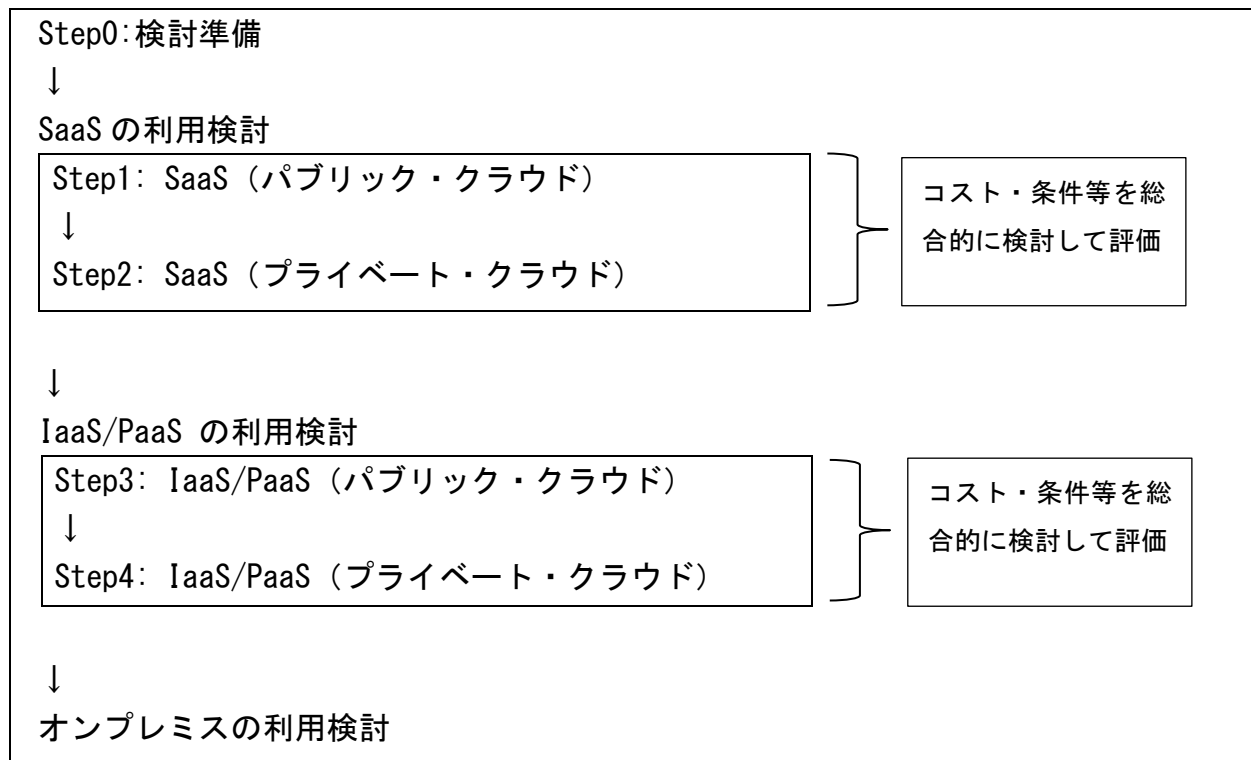 Step0:検討準備
↓
SaaS の利用検討
Step1: SaaS（パブリック・クラウド）
↓
Step2: SaaS（プライベート・クラウド）
コスト・条件等を総
合的に検討して評価
↓
IaaS/PaaS の利用検討
Step3: IaaS/PaaS（パブリック・クラウド）
↓
Step4: IaaS/PaaS（プライベート・クラウド）
コスト・条件等を総
合的に検討して評価
↓
オンプレミスの利用検討